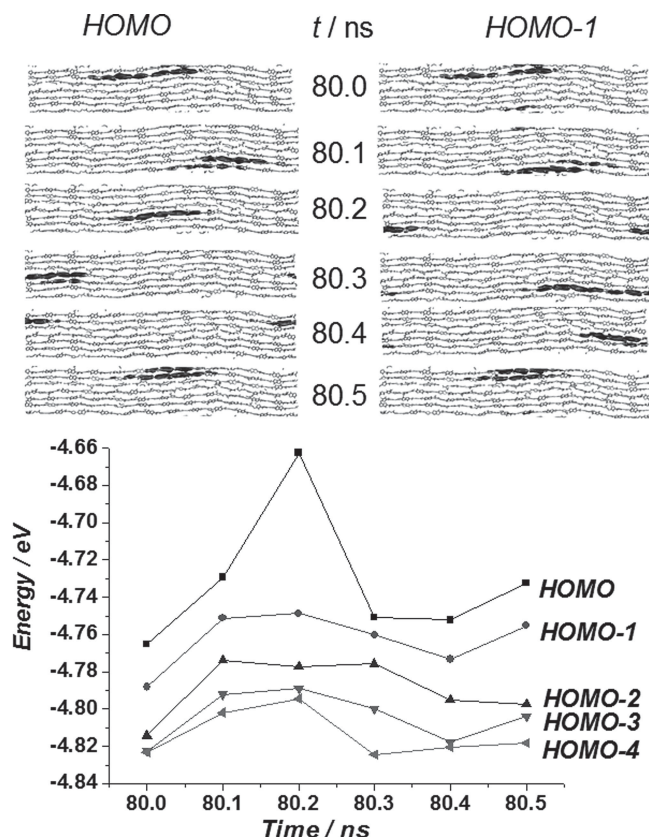 HOMO t / ns HOMO-1
80.0
80.1
80.2
80.3
80.4
80.5
-4.66
-4.68
-4.70
-4.72
-4.74
-4.76
-4.78
-4.80
-4.82
-4.84
Energy / eV
HOMO
HOMO-1
HOMO-2
HOMO-3
HOMO-4
80.0 80.1 80.2 80.3 80.4 80.5
Time / ns